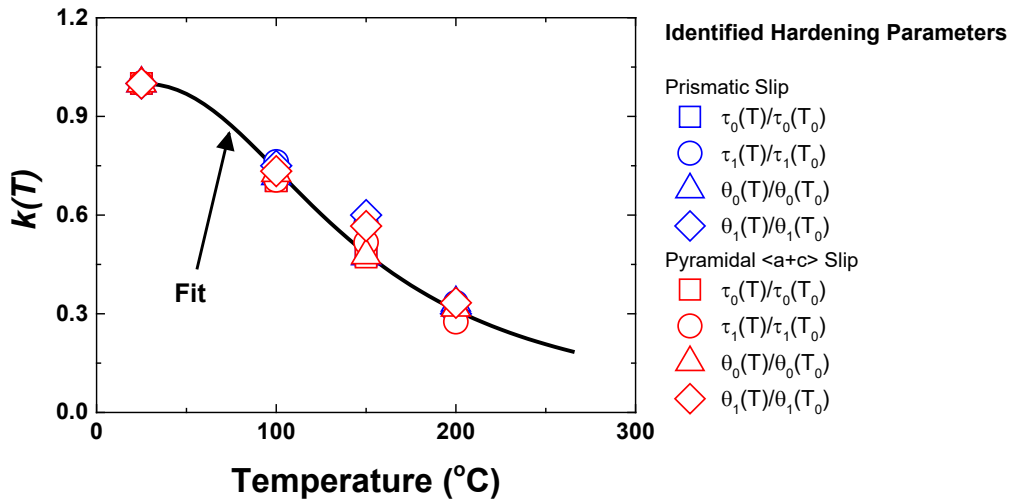 1.2
0.9
0.6
0.3
0.0
k(T)
Fit
0
100
200
300
Temperature (°C)
Identified Hardening Parameters
Prismatic Slip
τ₀(T)/τ₀(T₀)
τ₁(T)/τ₁(T₀)
θ₀(T)/θ₀(T₀)
θ₁(T)/θ₁(T₀)
Pyramidal <a+c> Slip
τ₀(T)/τ₀(T₀)
τ₁(T)/τ₁(T₀)
θ₀(T)/θ₀(T₀)
θ₁(T)/θ₁(T₀)